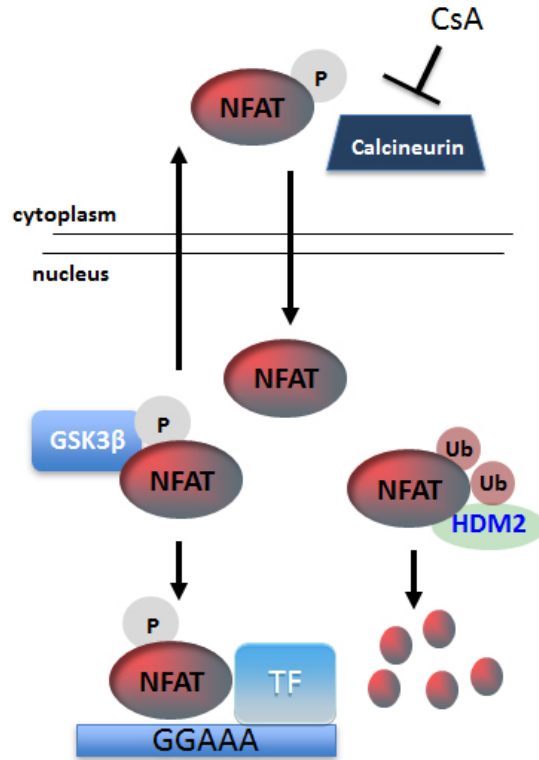 CsA
P
NFAT
Calcineurin
cytoplasm
nucleus
NFAT
P
GSK3β
NFAT
Ub
Ub
NFAT
HDM2
P
NFAT
TF
GGAAA